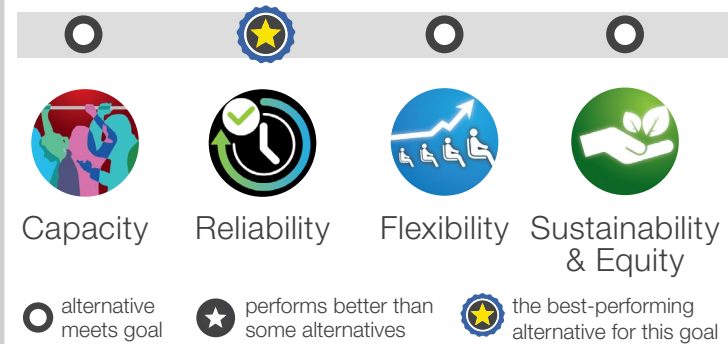 Capacity
Reliability
Flexibility
Sustainability
& Equity
alternative
meets goal
performs better than
some alternatives
the best-performing
alternative for this goal